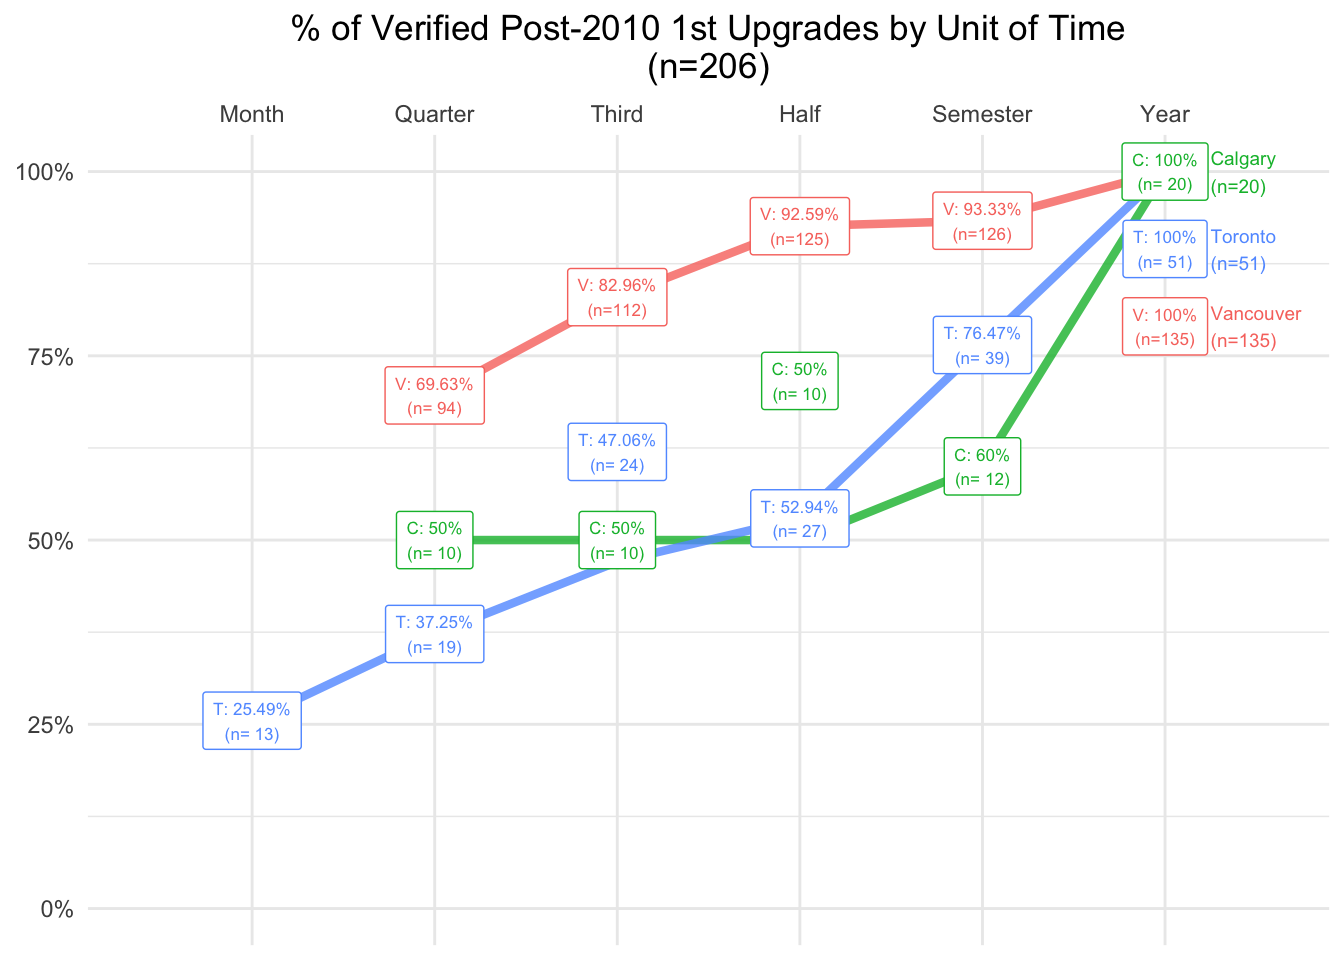 % of Verified Post-2010 1st Upgrades by Unit of Time
(n=206)
Month Quarter Third Half Semester Year
100%
75%
50%
25%
0%
C: 100%
(n= 20)
Calgary
(n=20)
T: 100%
(n= 51)
Toronto
(n=51)
V: 100%
(n=135)
Vancouver
(n=135)
V: 93.33%
(n=126)
V: 92.59%
(n=125)
V: 82.96%
(n=112)
V: 69.63%
(n= 94)
T: 76.47%
(n= 39)
C: 50%
(n= 10)
T: 47.06%
(n= 24)
C: 60%
(n= 12)
T: 52.94%
(n= 27)
C: 50%
(n= 10)
C: 50%
(n= 10)
T: 37.25%
(n= 19)
T: 25.49%
(n= 13)